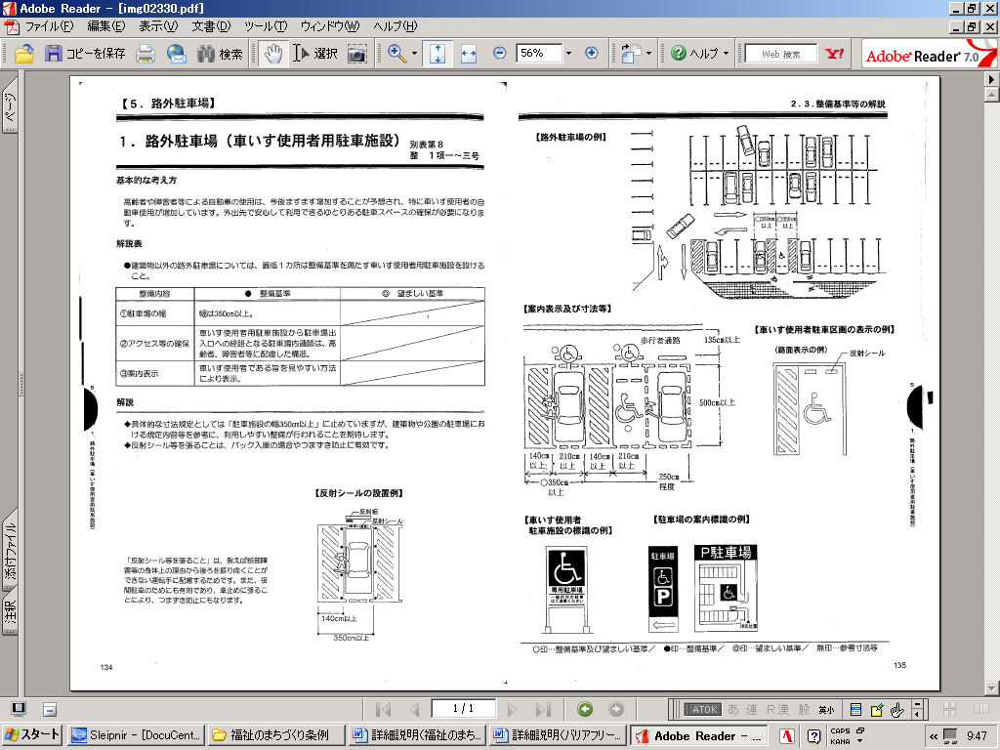 Adobe Reader - [img02330.pdf]
ファイル(F) 編集(E) 表示(V) 文書(D) ツール(T) ウィンドウ(W) ヘルプ(H)
コピーを保存 検索 選択 56% ヘルプ Web 検索 Y! Adobe Reader 7.0
ページ
添付ファイル
注釈
【5．路外駐車場】
1．路外駐車場（車いす使用者用駐車施設） 別表第8
整 1項一～三号
基本的な考え方
高齢者や障害者等による自動車の使用は、今後ますます増加することが予想され、特に車いす使用者の自
動車使用が増加しています。外出先で安心して利用できるゆとりある駐車スペースの確保が必要になりま
す。
解説表
●建築物以外の路外駐車場については、最低1カ所は整備基準を満たす車いす使用者用駐車施設を設ける
こと。
整備内容 ● 整備基準 ◎ 望ましい基準
①駐車場の幅 幅は350cm以上。
②アクセス等の確保 車いす使用者用駐車施設から駐車場出
入口への経路となる駐車場内通路は、高
齢者、障害者等に配慮した構造。
③案内表示 車いす使用者である旨を見やすい方法
により表示。
解説
◆具体的な寸法規定としては「駐車施設の幅350cm以上」に止めていますが、建築物や公園の駐車場にお
ける規定内容等を参考に、利用しやすい整備が行われることを期待します。
◆反射シール等を張ることは、バック入庫の場合やつまずき防止に有効です。
【反射シールの設置例】
反射板
反射シール
「反射シール等を張ること」は、例えば頸部障
害等の身体上の理由から後ろを振り向くことが
できない運転手に配慮するためです。また、夜
間駐車のためにも有効であり、車止めに張るこ
とにより、つまずき防止にもなります。
140cm以上
350cm以上
134
5
1．路外駐車場（車いす使用者用駐車施設）
2．3．整備基準等の解説
【路外駐車場の例】
○350cm
以上
○350cm
以上
【案内表示及び寸法等】
歩行者通路
135cm以上
500cm以上
140cm
以上
210cm
以上
140cm
以上
210cm
以上
250cm
程度
○350cm
以上
【車いす使用者駐車区画の表示の例】
（路面表示の例）
反射シール
【車いす使用者
駐車施設の標識の例】
専用駐車場
一般の方の駐車
はご遠慮ください
【駐車場の案内標識の例】
駐車場
P
P駐車場
現在位置
○印…整備基準及び望ましい基準／ ●印…整備基準／ ◎印…望ましい基準／ 無印…参考寸法等
135
5
1．路外駐車場（車いす使用者用駐車施設）
1 / 1
ATOK あ 連 R漢 般 英小
スタート Sleipnir - [DocuCent... 福祉のまちづくり条例 詳細説明(福祉のまち... 詳細説明(バリアフリー... Adobe Reader - ... CAPS KANA 9:47